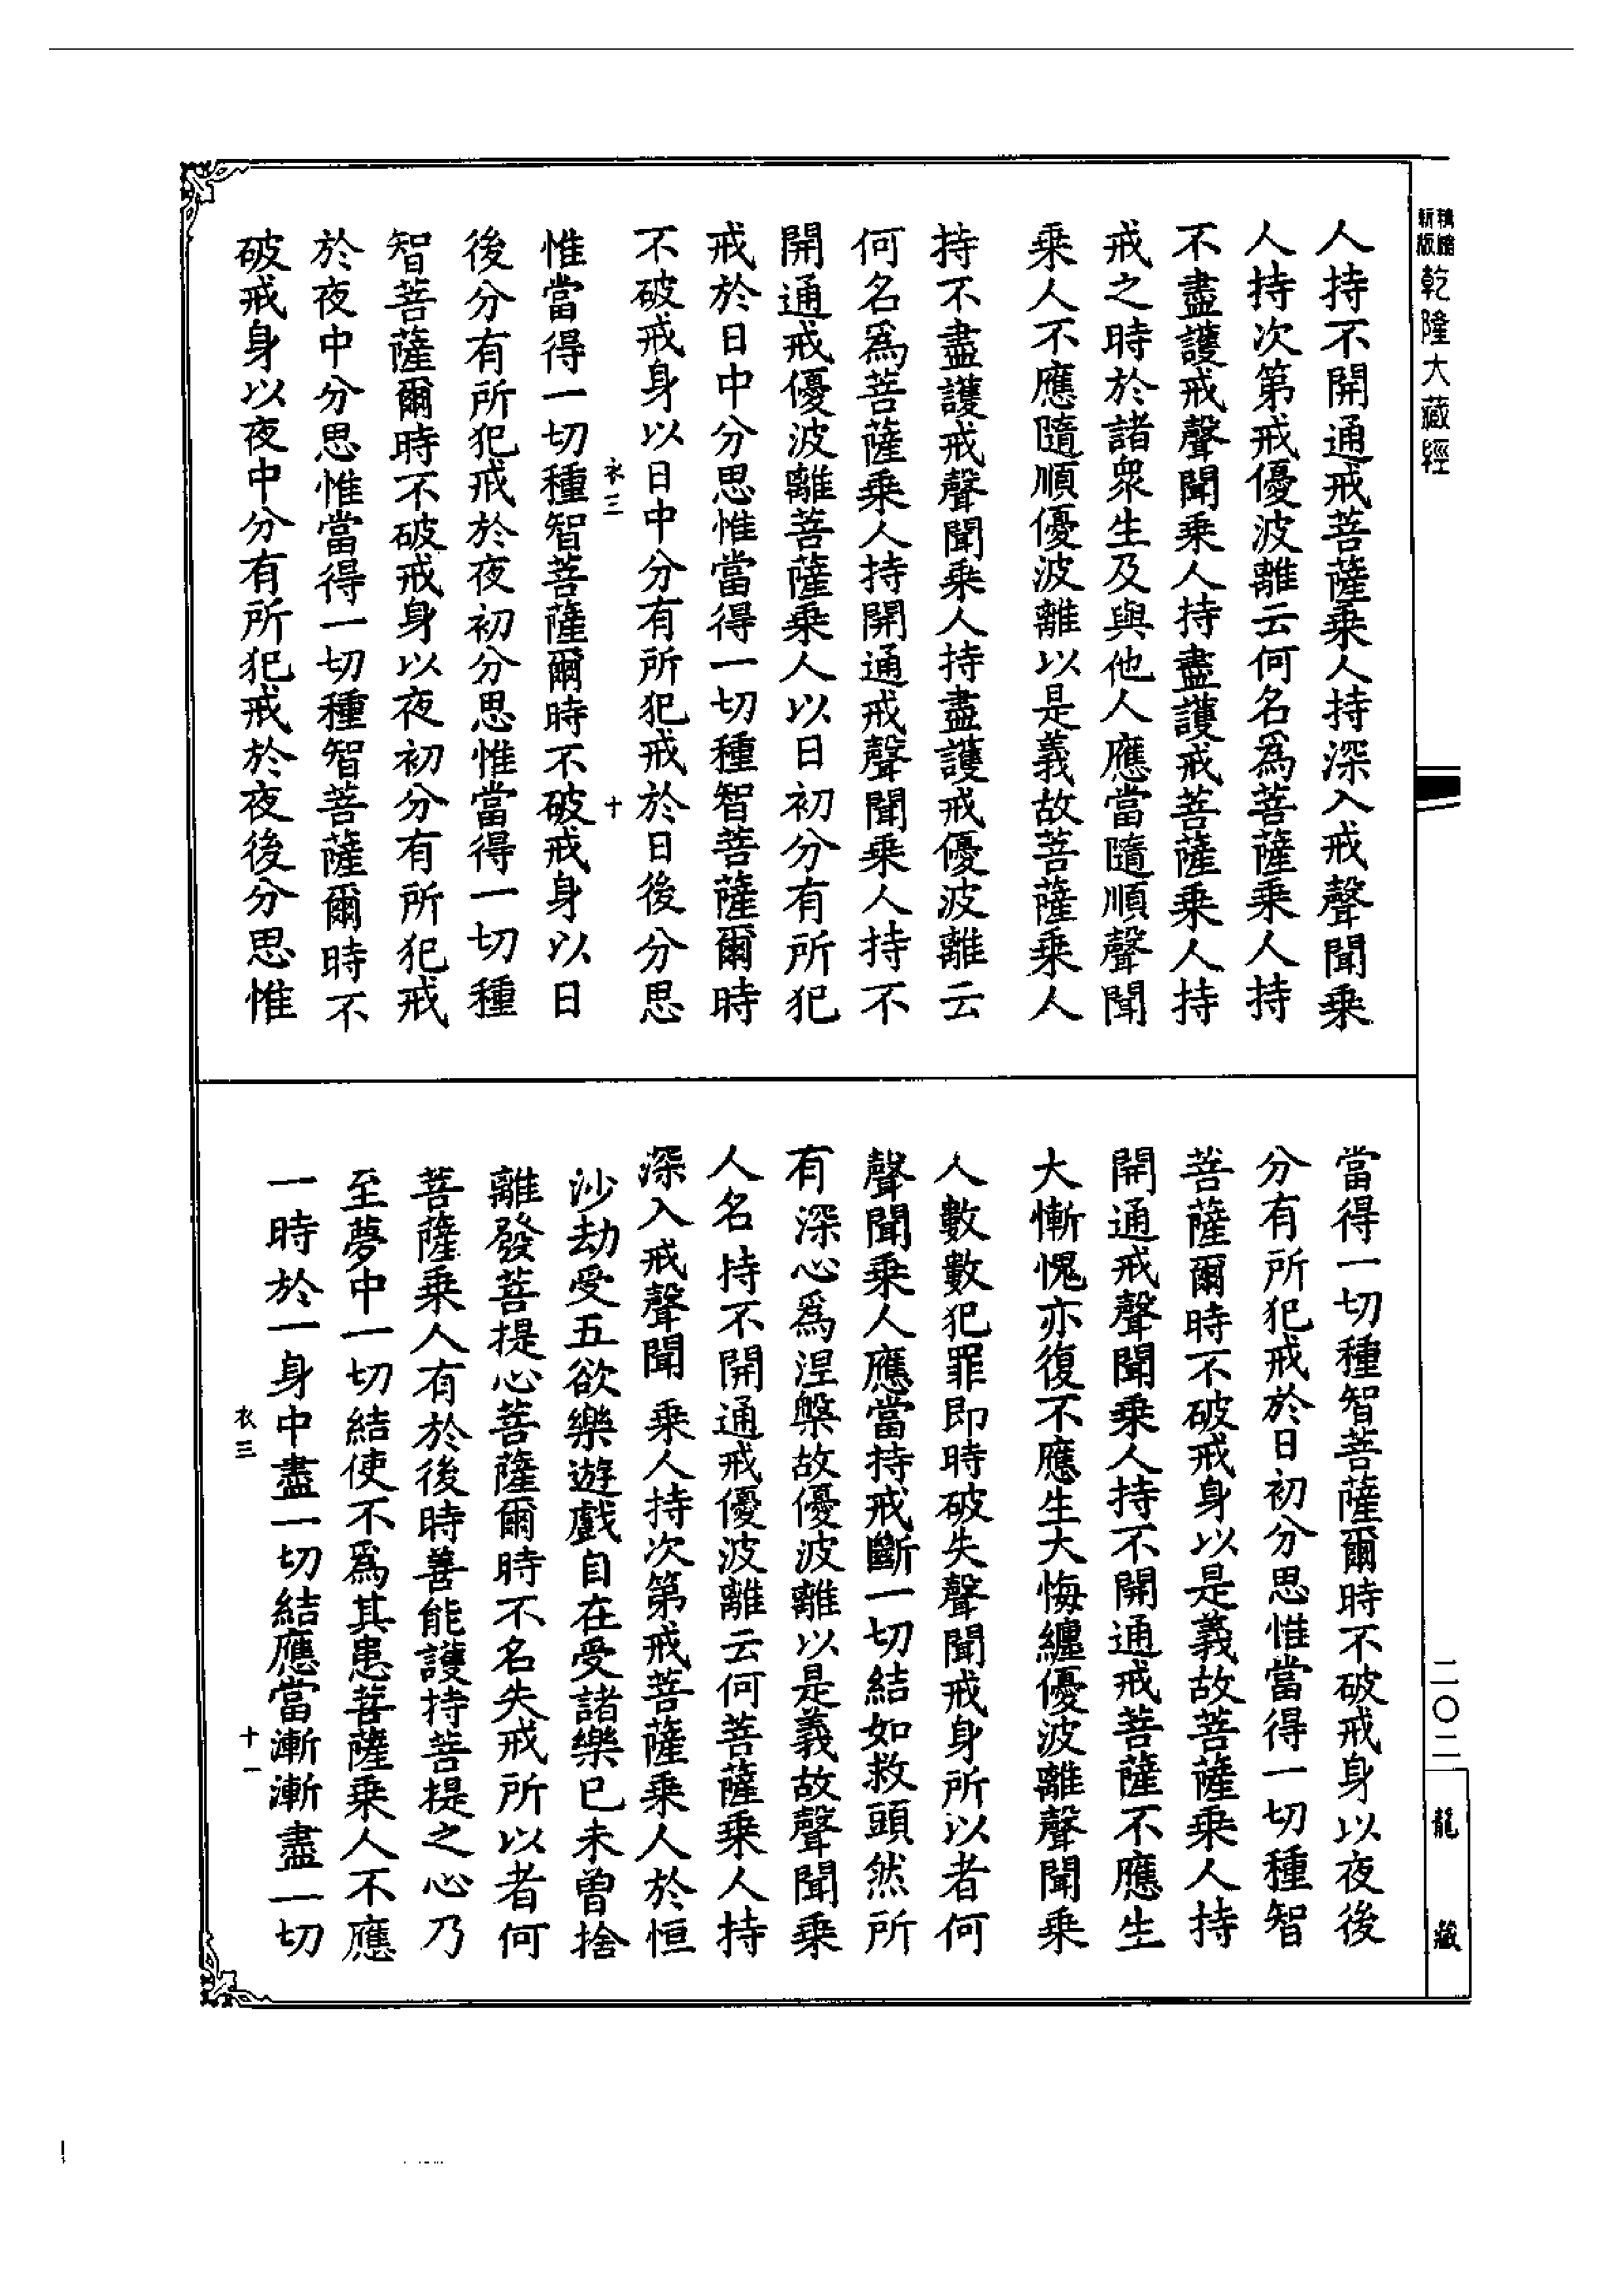 新版
精縮
乾隆大藏經
人持不開通戒菩薩乘人持深入戒聲聞乘
人持次第戒優波離云何名爲菩薩乘人持
不盡護戒聲聞乘人持盡護戒菩薩乘人持
戒之時於諸衆生及與他人應當隨順聲聞
乘人不應隨順優波離以是義故菩薩乘人
持不盡護戒聲聞乘人持盡護戒優波離云
何名爲菩薩乘人持開通戒聲聞乘人持不
開通戒優波離菩薩乘人以日初分有所犯
戒於日中分思惟當得一切種智菩薩爾時
不破戒身以日中分有所犯戒於日後分思
衣三
十
惟當得一切種智菩薩爾時不破戒身以日
後分有所犯戒於夜初分思惟當得一切種
智菩薩爾時不破戒身以夜初分有所犯戒
於夜中分思惟當得一切種智菩薩爾時不
破戒身以夜中分有所犯戒於夜後分思惟
當得一切種智菩薩爾時不破戒身以夜後
分有所犯戒於日初分思惟當得一切種智
菩薩爾時不破戒身以是義故菩薩乘人持
開通戒聲聞乘人持不開通戒菩薩不應生
大慚愧亦復不應生大悔纏優波離聲聞乘
人數數犯罪即時破失聲聞戒身所以者何
聲聞乘人應當持戒斷一切結如救頭然所
有深心爲涅槃故優波離以是義故聲聞乘
人名持不開通戒優波離云何菩薩乘人持
深入戒聲聞乘人持次第戒菩薩乘人於恒
沙劫受五欲樂遊戲自在受諸樂已未曾捨
離發菩提心菩薩爾時不名失戒所以者何
菩薩乘人有於後時善能護持菩提之心乃
至夢中一切結使不爲其患菩薩乘人不應
一時於一身中盡一切結應當漸漸盡一切
衣三
十一
二〇二
龍藏